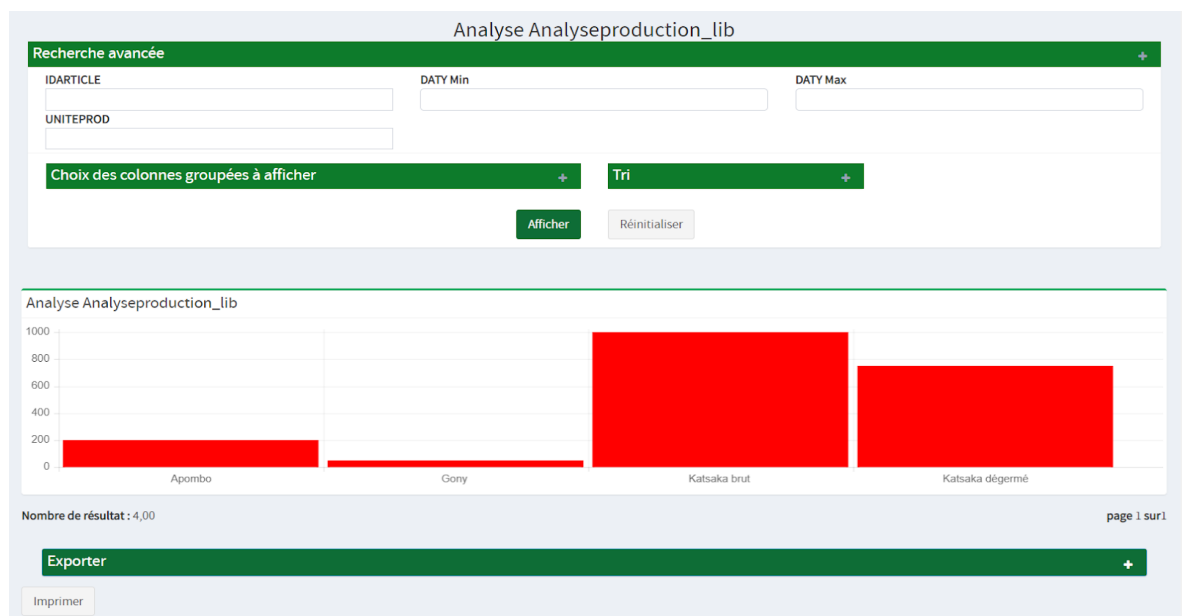 Analyse Analyseproduction_lib
Recherche avancée +
IDARTICLE DATY Min DATY Max
UNITEPROD
Choix des colonnes groupées à afficher + Tri +
Afficher Réinitialiser
Analyse Analyseproduction_lib
1000
800
600
400
200
0
Apombo Gony Katsaka brut Katsaka dégermé
Nombre de résultat : 4,00 page 1 sur1
Exporter +
Imprimer